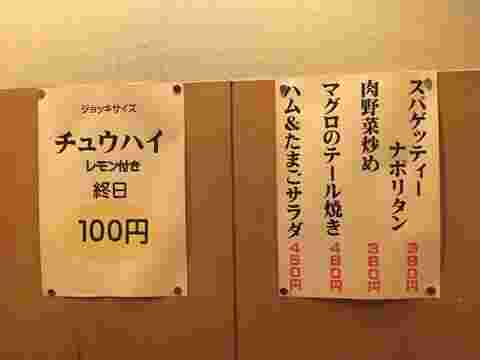 ジョッキサイズ
チュウハイ
レモン付き
終日
100円
スパゲッティー
ナポリタン 390円
肉野菜炒め 380円
マグロのテール焼き 480円
ハム&たまごサラダ 450円